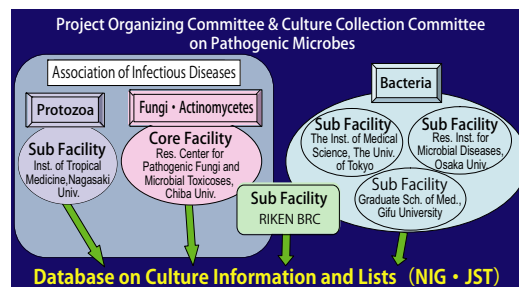 Project Organizing Committee & Culture Collection Committee
on Pathogenic Microbes
Association of Infectious Diseases
Protozoa
Fungi・Actinomycetes
Bacteria
Sub Facility
Inst. of Tropical
Medicine,Nagasaki
Univ.
Core Facility
Res. Center for
Pathogenic Fungi and
Microbial Toxicoses,
Chiba Univ.
Sub Facility
The Inst. of Medical
Science, The Univ.
of Tokyo
Sub Facility
Res. Inst. for
Microbial Diseases,
Osaka Univ.
Sub Facility
Graduate Sch. of Med.,
Gifu University
Sub Facility
RIKEN BRC
Database on Culture Information and Lists（NIG・JST）